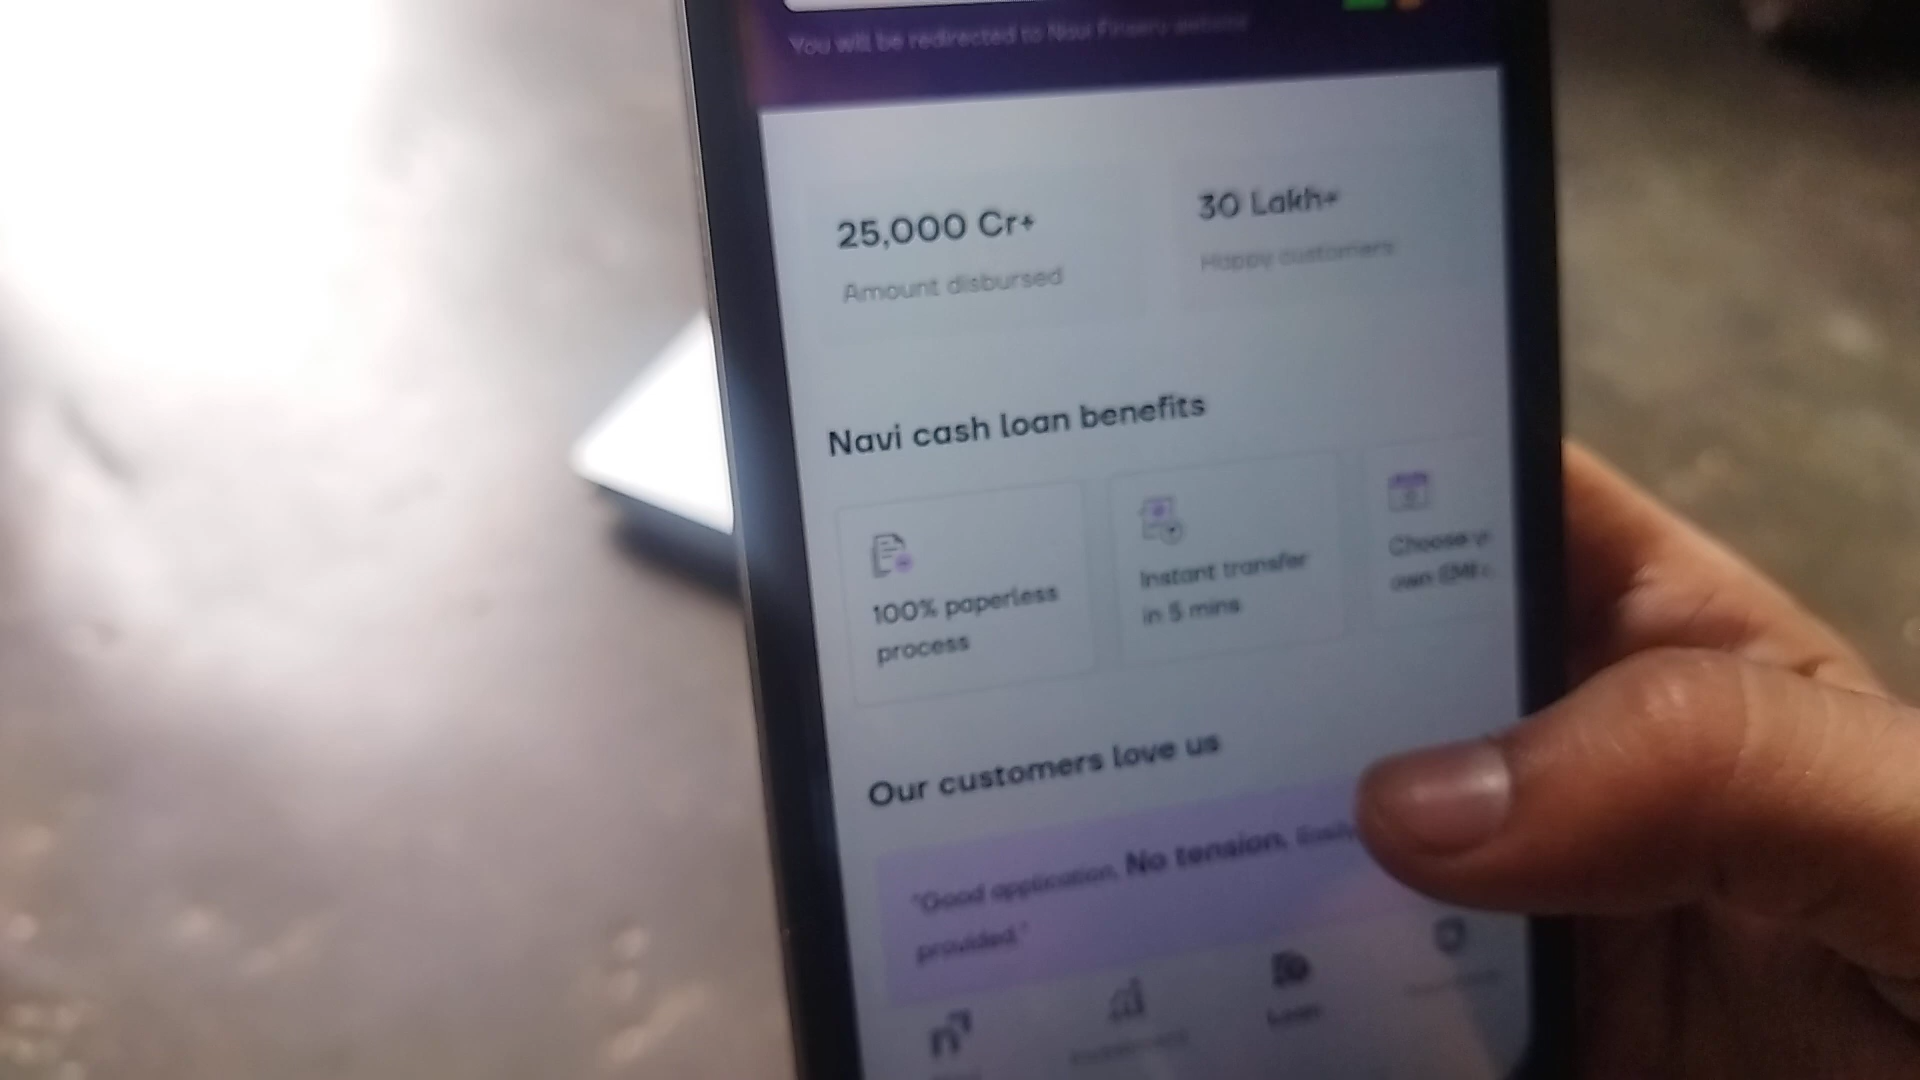 You will be redirected to Navi Finserv website
25,000 Cr+
30 Lakh+
Amount disbursed
Happy customers
Navi cash loan benefits
100% paperless
process
Instant transfer
in 5 mins
Choose y
own EMI
Our customers love us
"Good application. No tension. Easily
provided."
Loan